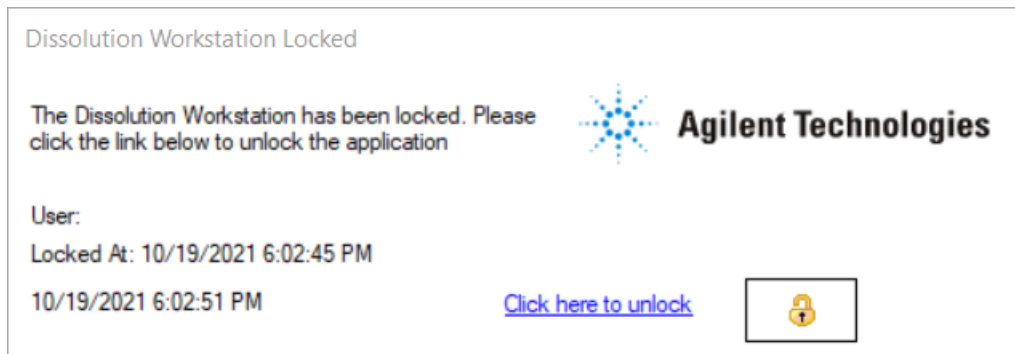 Dissolution Workstation Locked
The Dissolution Workstation has been locked. Please
click the link below to unlock the application
Agilent Technologies
User:
Locked At: 10/19/2021 6:02:45 PM
10/19/2021 6:02:51 PM
Click here to unlock